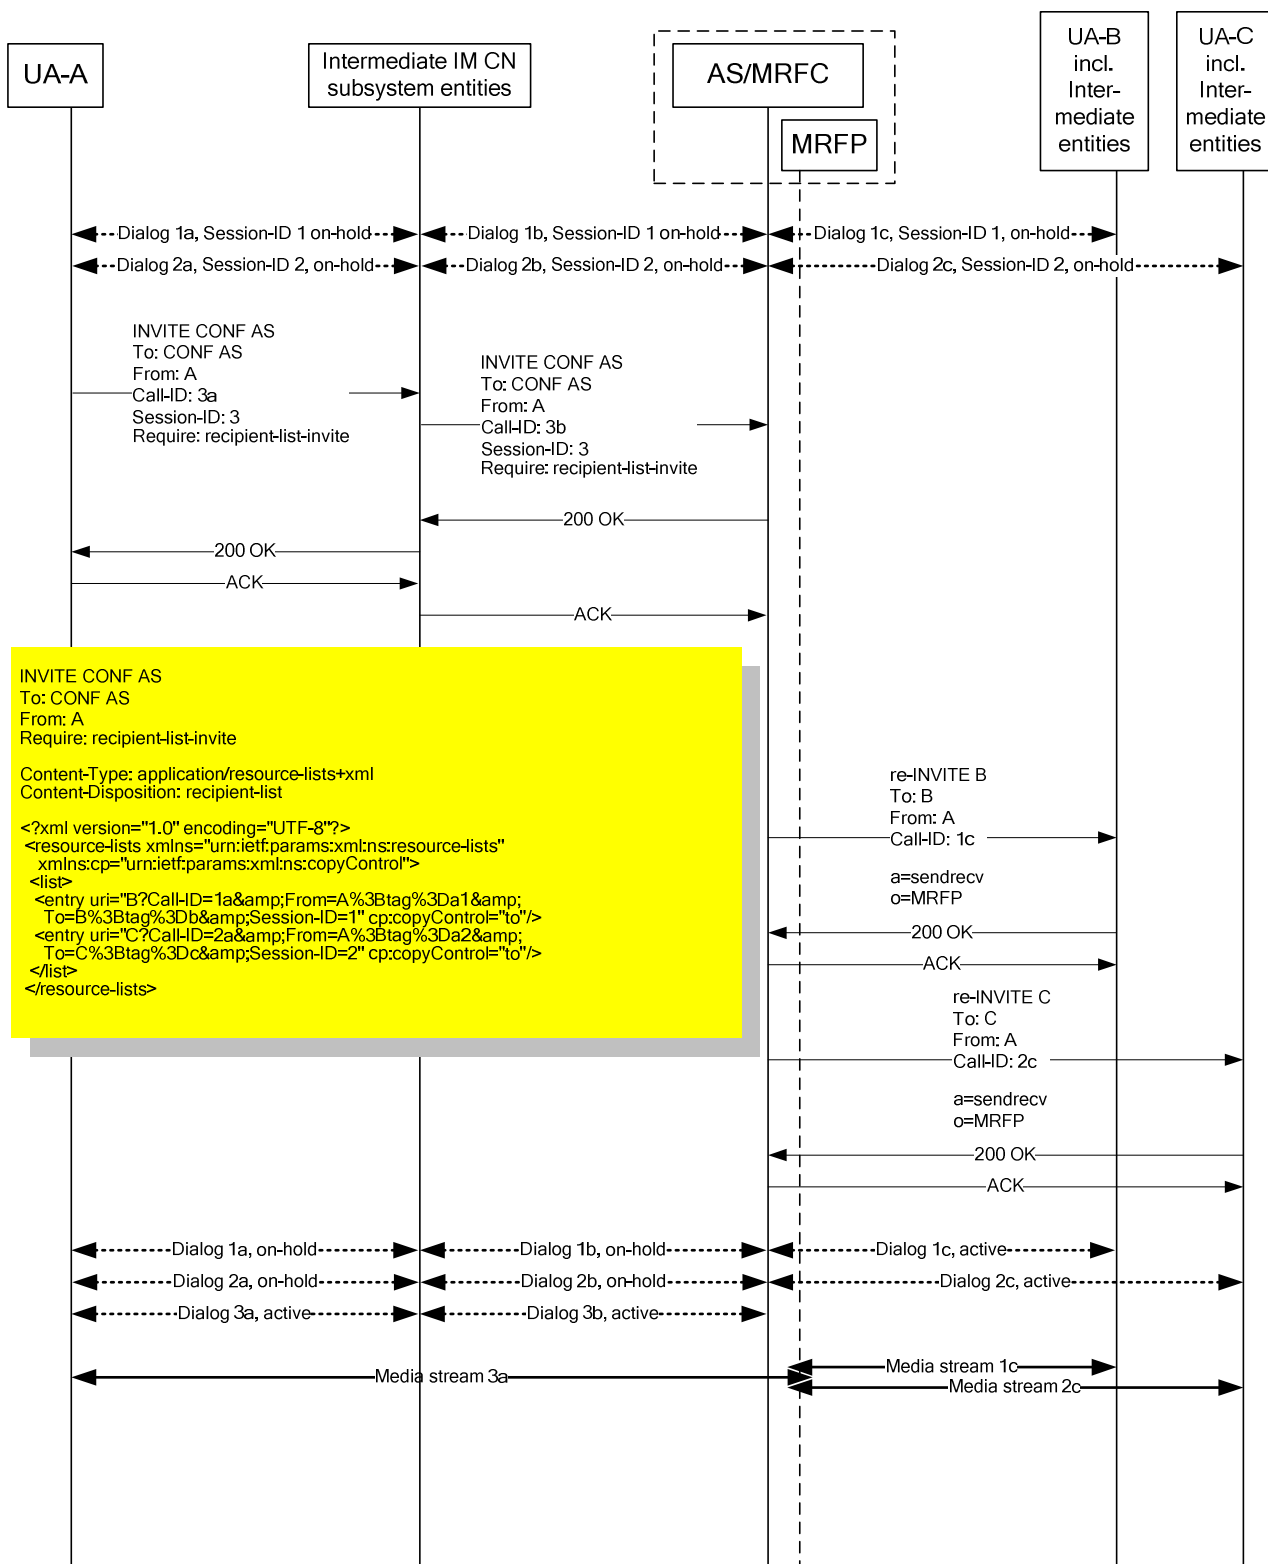 UA-A
Intermediate IM CN
subsystem entities
AS/MRFC
MRFP
UA-B
incl.
Inter-
mediate
entities
UA-C
incl.
Inter-
mediate
entities
Dialog 1a, Session-ID 1 on-hold
Dialog 1b, Session-ID 1 on-hold
Dialog 1c, Session-ID 1, on-hold
Dialog 2a, Session-ID 2, on-hold
Dialog 2b, Session-ID 2, on-hold
Dialog 2c, Session-ID 2, on-hold
INVITE CONF AS
To: CONF AS
From: A
Call-ID: 3a
Session-ID: 3
Require: recipient-list-invite
INVITE CONF AS
To: CONF AS
From: A
Call-ID: 3b
Session-ID: 3
Require: recipient-list-invite
200 OK
200 OK
ACK
ACK
INVITE CONF AS
To: CONF AS
From: A
Require: recipient-list-invite
Content-Type: application/resource-lists+xml
Content-Disposition: recipient-list
<?xml version="1.0" encoding="UTF-8"?>
<resource-lists xmlns="urn:ietf:params:xml:ns:resource-lists"
xmlns:cp="urn:ietf:params:xml:ns:copyControl">
<list>
<entry uri="B?Call-ID=1a&amp;From=A%3Btag%3Da1&amp;
To=B%3Btag%3Db&amp;Session-ID=1" cp:copyControl="to"/>
<entry uri="C?Call-ID=2a&amp;From=A%3Btag%3Da2&amp;
To=C%3Btag%3Dc&amp;Session-ID=2" cp:copyControl="to"/>
</list>
</resource-lists>
re-INVITE B
To: B
From: A
Call-ID: 1c
a=sendrecv
o=MRFP
200 OK
ACK
re-INVITE C
To: C
From: A
Call-ID: 2c
a=sendrecv
o=MRFP
200 OK
ACK
Dialog 1a, on-hold
Dialog 1b, on-hold
Dialog 1c, active
Dialog 2a, on-hold
Dialog 2b, on-hold
Dialog 2c, active
Dialog 3a, active
Dialog 3b, active
Media stream 1c
Media stream 3a
Media stream 2c